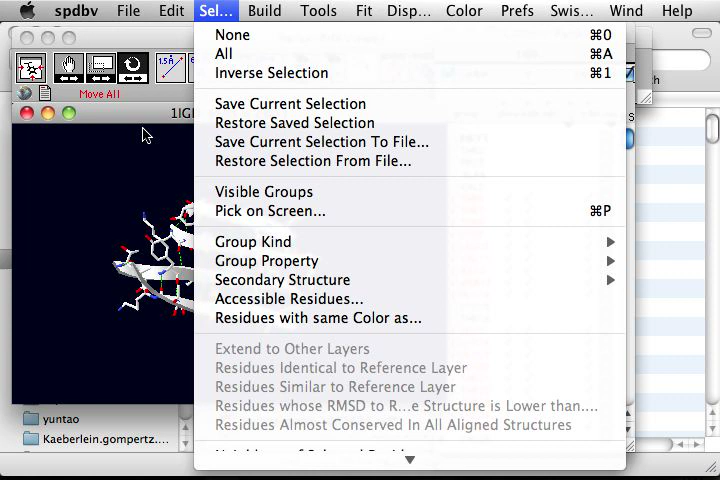 spdbv File Edit Sel... Build Tools Fit Disp... Color Prefs Swis... Wind Help
None ⌘0
All ⌘A
Inverse Selection ⌘1
Save Current Selection
Restore Saved Selection
Save Current Selection To File...
Restore Selection From File...
Visible Groups
Pick on Screen... ⌘P
Group Kind
Group Property
Secondary Structure
Accessible Residues...
Residues with same Color as...
Extend to Other Layers
Residues Identical to Reference Layer
Residues Similar to Reference Layer
Residues whose RMSD to R...e Structure is Lower than....
Residues Almost Conserved In All Aligned Structures
1.5Å
Move All
yuntao
Kaeberlein.gompertz....